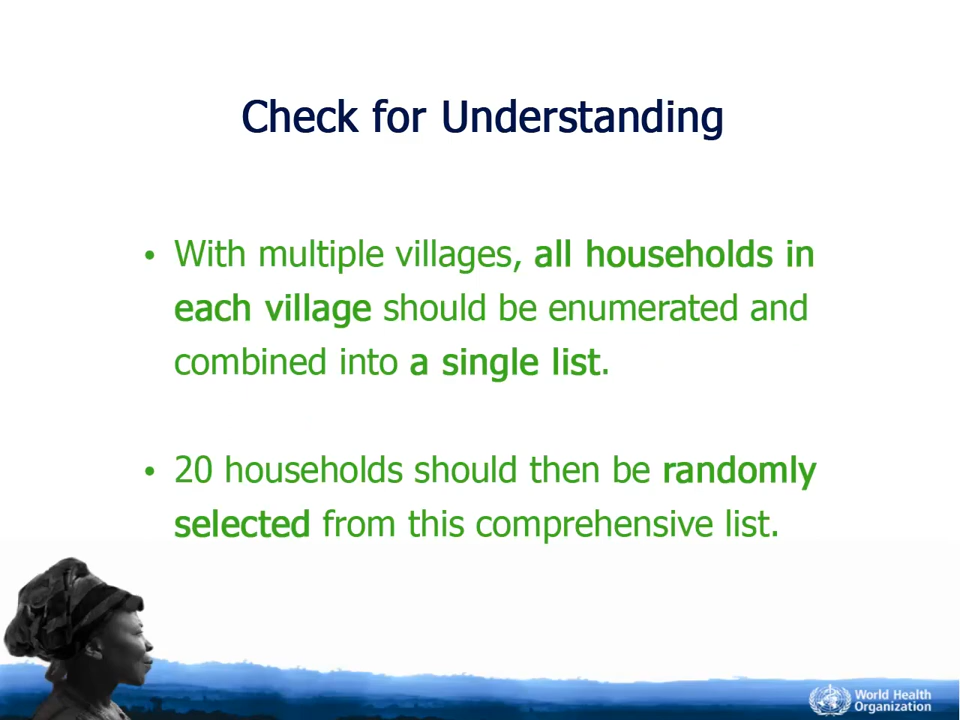 Check for Understanding
• With multiple villages, all households in
each village should be enumerated and
combined into a single list.
• 20 households should then be randomly
selected from this comprehensive list.
World Health
Organization